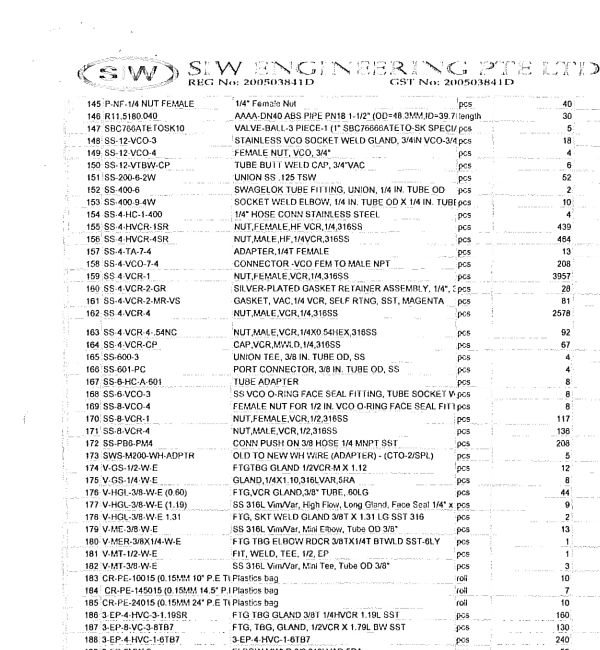 SIW SIW ENGINEERING PTE LTD
REG No: 200503841D GST No: 200503841D
145 P-NF-1/4 NUT FEMALE 1/4" Female Nut pcs 40
146 R11.5180.040 AAAA-DN40 ABS PIPE PN18 1-1/2" (OD=48.3MM,ID=39.7 length 30
147 SBC766ATETOSK10 VALVE-BALL-3 PIECE-1 (1" SBC76666ATETO-SK SPECI pcs 5
148 SS-12-VCO-3 STAINLESS VCO SOCKET WELD GLAND, 3/4IN VCO-3/4 pcs 18
149 SS-12-VCO-4 FEMALE NUT, VCO, 3/4" pcs 4
150 SS-12-VTBW-CP TUBE BUTT WELD CAP, 3/4"VAC pcs 6
151 SS-200-6-2W UNION SS .125 TSW pcs 52
152 SS-400-6 SWAGELOK TUBE FITTING, UNION, 1/4 IN. TUBE OD pcs 2
153 SS-400-9-4W SOCKET WELD ELBOW, 1/4 IN. TUBE OD X 1/4 IN. TUBE pcs 10
154 SS-4-HC-1-400 1/4" HOSE CONN STAINLESS STEEL pcs 4
155 SS-4-HVCR-1SR NUT,FEMALE,HF VCR,1/4,316SS pcs 439
156 SS-4-HVCR-4SR NUT,MALE,HF,1/4VCR,316SS pcs 464
157 SS-4-TA-7-4 ADAPTER,1/4T FEMALE pcs 13
158 SS-4-VCO-7-4 CONNECTOR -VCO FEM TO MALE NPT pcs 208
159 SS-4-VCR-1 NUT,FEMALE,VCR,1/4,316SS pcs 3957
160 SS-4-VCR-2-GR SILVER-PLATED GASKET RETAINER ASSEMBLY, 1/4", pcs 28
161 SS-4-VCR-2-MR-VS GASKET, VAC,1/4 VCR, SELF RTNG, SST, MAGENTA pcs 81
162 SS-4-VCR-4 NUT,MALE,VCR,1/4,316SS pcs 2578
163 SS-4-VCR-4-.54NC NUT,MALE,VCR,1/4X0.54HEX,316SS pcs 92
164 SS-4-VCR-CP CAP,VCR,MWLD,1/4,316SS pcs 67
165 SS-600-3 UNION TEE, 3/8 IN. TUBE OD, SS pcs 4
166 SS-601-PC PORT CONNECTOR, 3/8 IN. TUBE OD, SS pcs 4
167 SS-6-HC-A-601 TUBE ADAPTER pcs 8
168 SS-6-VCO-3 SS VCO O-RING FACE SEAL FITTING, TUBE SOCKET W pcs 8
169 SS-8-VCO-4 FEMALE NUT FOR 1/2 IN. VCO O-RING FACE SEAL FIT pcs 8
170 SS-8-VCR-1 NUT,FEMALE,VCR,1/2,316SS pcs 117
171 SS-8-VCR-4 NUT,MALE,VCR,1/2,316SS pcs 136
172 SS-PB6-PM4 CONN PUSH ON 3/8 HOSE 1/4 MNPT SST pcs 208
173 SWS-M200-WH-ADPTR OLD TO NEW WH WIRE (ADAPTER) - (CTO-2/SPL) pcs 5
174 V-GS-1/2-W-E FTGTBG GLAND 1/2VCR-M X 1.12 pcs 12
175 V-GS-1/4-W-E GLAND,1/4X1.10,316LVAR,5RA pcs 8
176 V-HGL-3/8-W-E (0.60) FTG,VCR GLAND,3/8" TUBE, .60LG pcs 44
177 V-HGL-3/8-W-E (1.19) SS 316L Vim/Var, High Flow, Long Gland, Face Seal 1/4" x pcs 9
178 V-HGL-3/8-W-E 1.31 FTG, SKT WELD GLAND 3/8T X 1.31 LG SST 316 pcs 2
179 V-ME-3/8-W-E SS 316L Vim/Var, Mini Elbow, Tube OD 3/8" pcs 13
180 V-MER-3/8X1/4-W-E FTG TBG ELBOW RDCR 3/8TX1/4T BTWLD SST-6LY pcs 1
181 V-MT-1/2-W-E FIT, WELD, TEE, 1/2, EP pcs 1
182 V-MT-3/8-W-E SS 316L Vim/Var, Mini Tee, Tube OD 3/8" pcs 3
183 CR-PE-10015 (0.15MM 10" P.E Tu Plastics bag roll 10
184 CR-PE-145015 (0.15MM 14.5" P.I Plastics bag roll 7
185 CR-PE-24015 (0.15MM 24" P.E Tu Plastics bag roll 10
186 3-EP-4-HVC-3-1.19SR FTG TBG GLAND 3/8T 1/4HVCR 1.19L SST pcs 160
187 3-EP-8-VC-3-8TB7 FTG, TBG, GLAND, 1/2VCR X 1.79L BW SST pcs 130
188 3-EP-4-HVC-1-6TB7 3-EP-4-HVC-1-6TB7 pcs 240